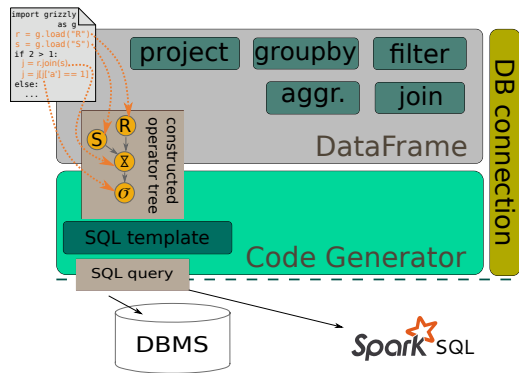 import grizzly
as g
r = g.load("R")
s = g.load("S")
if 2 > 1:
j = r.join(s)
j = j[j['a'] == 1]
else:
...
project
groupby
filter
aggr.
join
DataFrame
DB connection
R
S
⋈
σ
constructed
operator tree
SQL template
Code Generator
SQL query
DBMS
Spark SQL